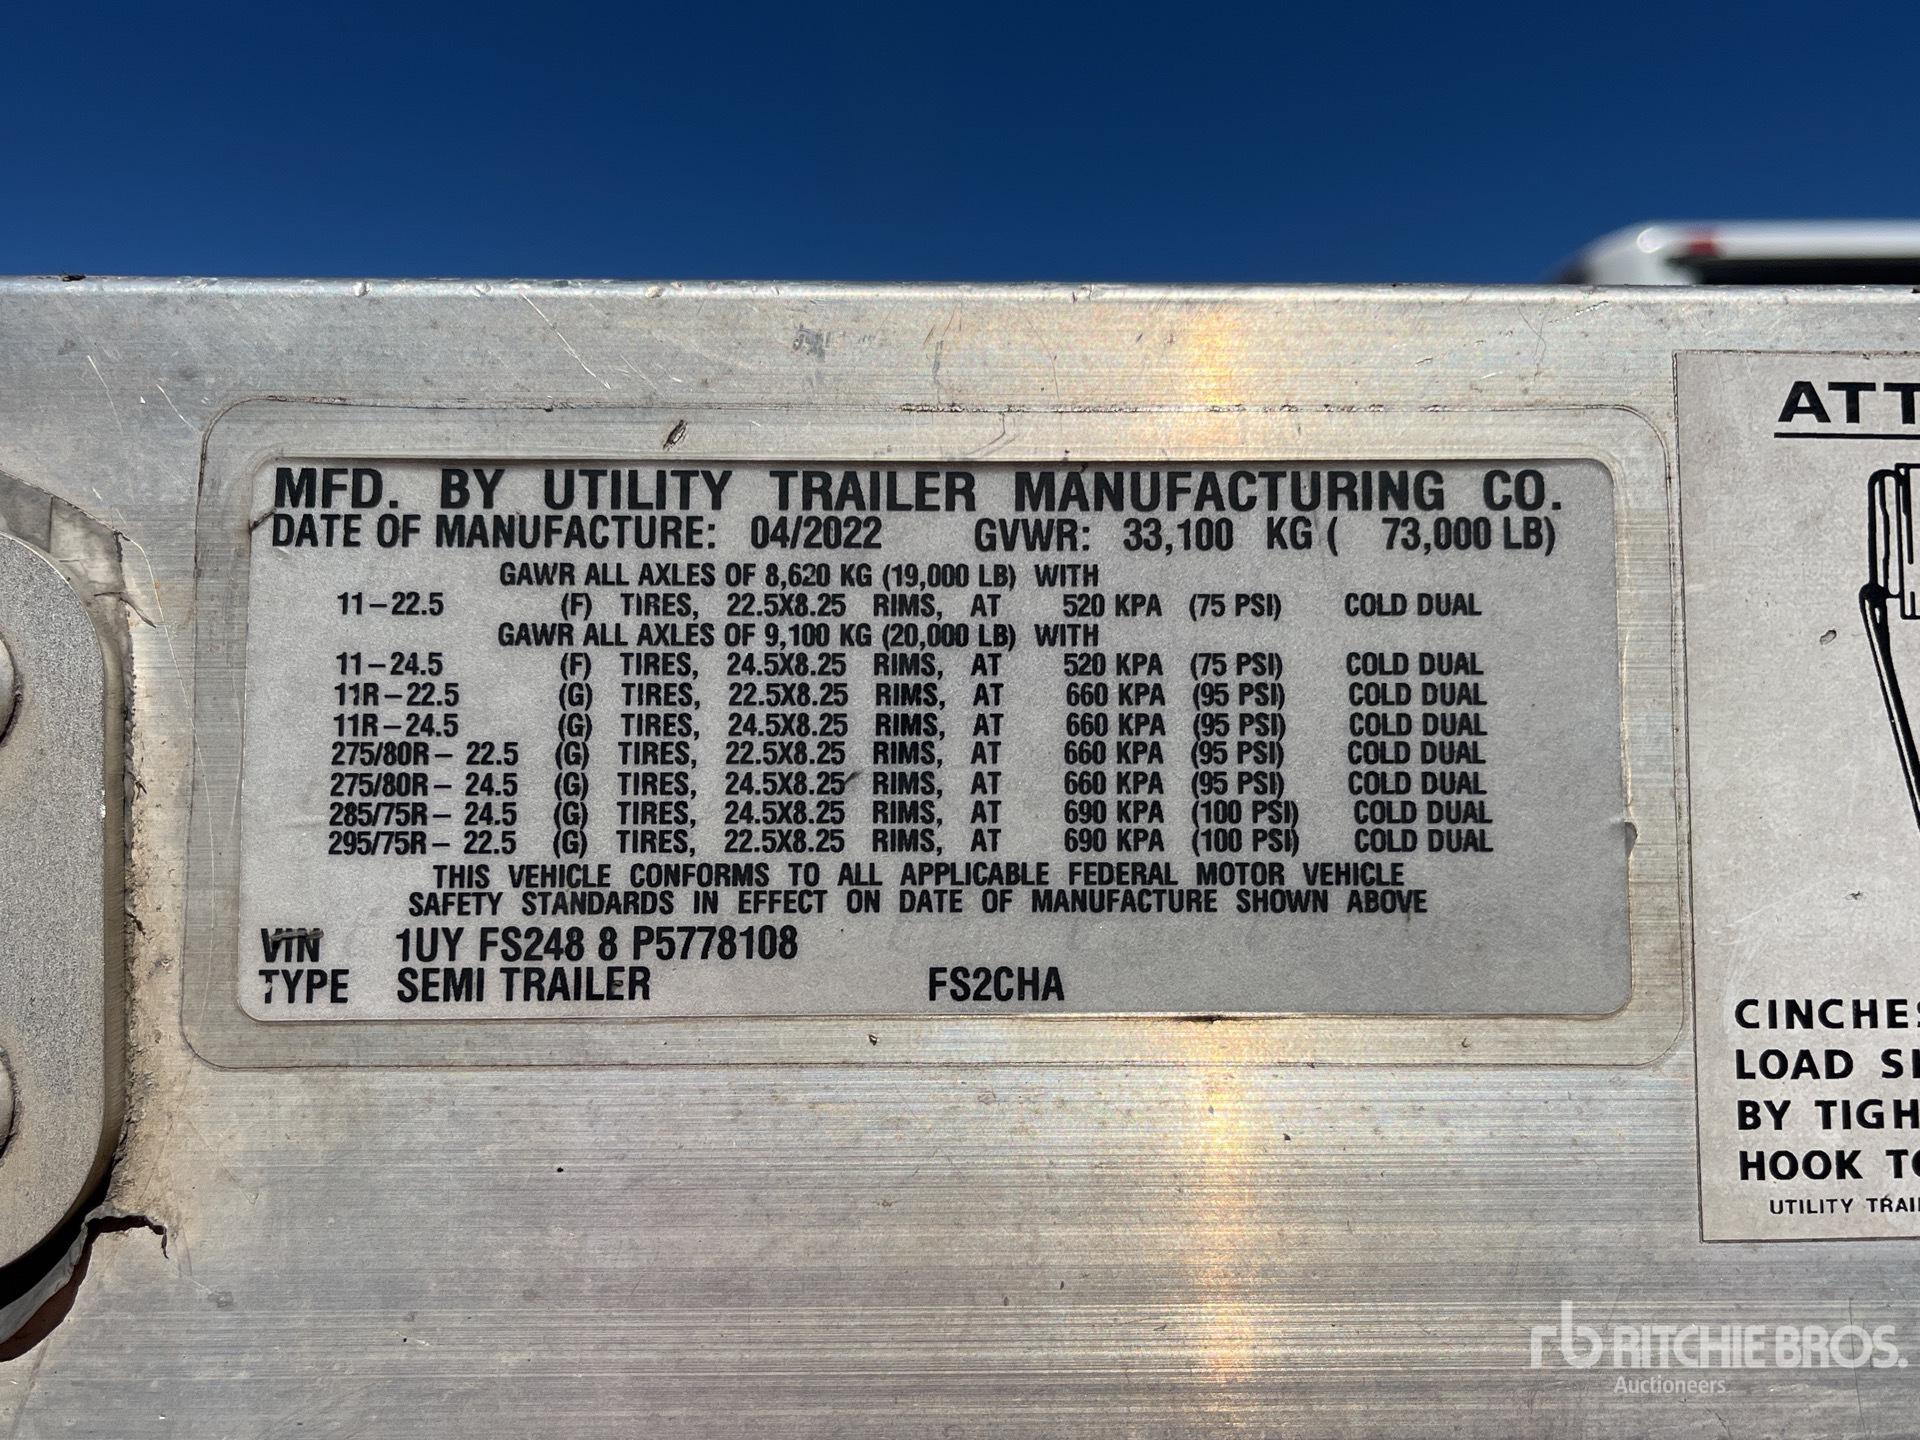 MFD. BY UTILITY TRAILER MANUFACTURING CO.
DATE OF MANUFACTURE: 04/2022 GVWR: 33,100 KG ( 73,000 LB)
GAWR ALL AXLES OF 8,620 KG (19,000 LB) WITH
11-22.5 (F) TIRES, 22.5X8.25 RIMS, AT 520 KPA (75 PSI) COLD DUAL
GAWR ALL AXLES OF 9,100 KG (20,000 LB) WITH
11-24.5 (F) TIRES, 24.5X8.25 RIMS, AT 520 KPA (75 PSI) COLD DUAL
11R-22.5 (G) TIRES, 22.5X8.25 RIMS, AT 660 KPA (95 PSI) COLD DUAL
11R-24.5 (G) TIRES, 24.5X8.25 RIMS, AT 660 KPA (95 PSI) COLD DUAL
275/80R- 22.5 (G) TIRES, 22.5X8.25 RIMS, AT 660 KPA (95 PSI) COLD DUAL
275/80R- 24.5 (G) TIRES, 24.5X8.25 RIMS, AT 660 KPA (95 PSI) COLD DUAL
285/75R- 24.5 (G) TIRES, 24.5X8.25 RIMS, AT 690 KPA (100 PSI) COLD DUAL
295/75R- 22.5 (G) TIRES, 22.5X8.25 RIMS, AT 690 KPA (100 PSI) COLD DUAL
THIS VEHICLE CONFORMS TO ALL APPLICABLE FEDERAL MOTOR VEHICLE
SAFETY STANDARDS IN EFFECT ON DATE OF MANUFACTURE SHOWN ABOVE
VIN 1UY FS248 8 P5778108
TYPE SEMI TRAILER FS2CHA
ATT
CINCHES
LOAD
BY TIGH
HOOK
UTILITY TRAI
rb RITCHIE BROS.
Auctioneers